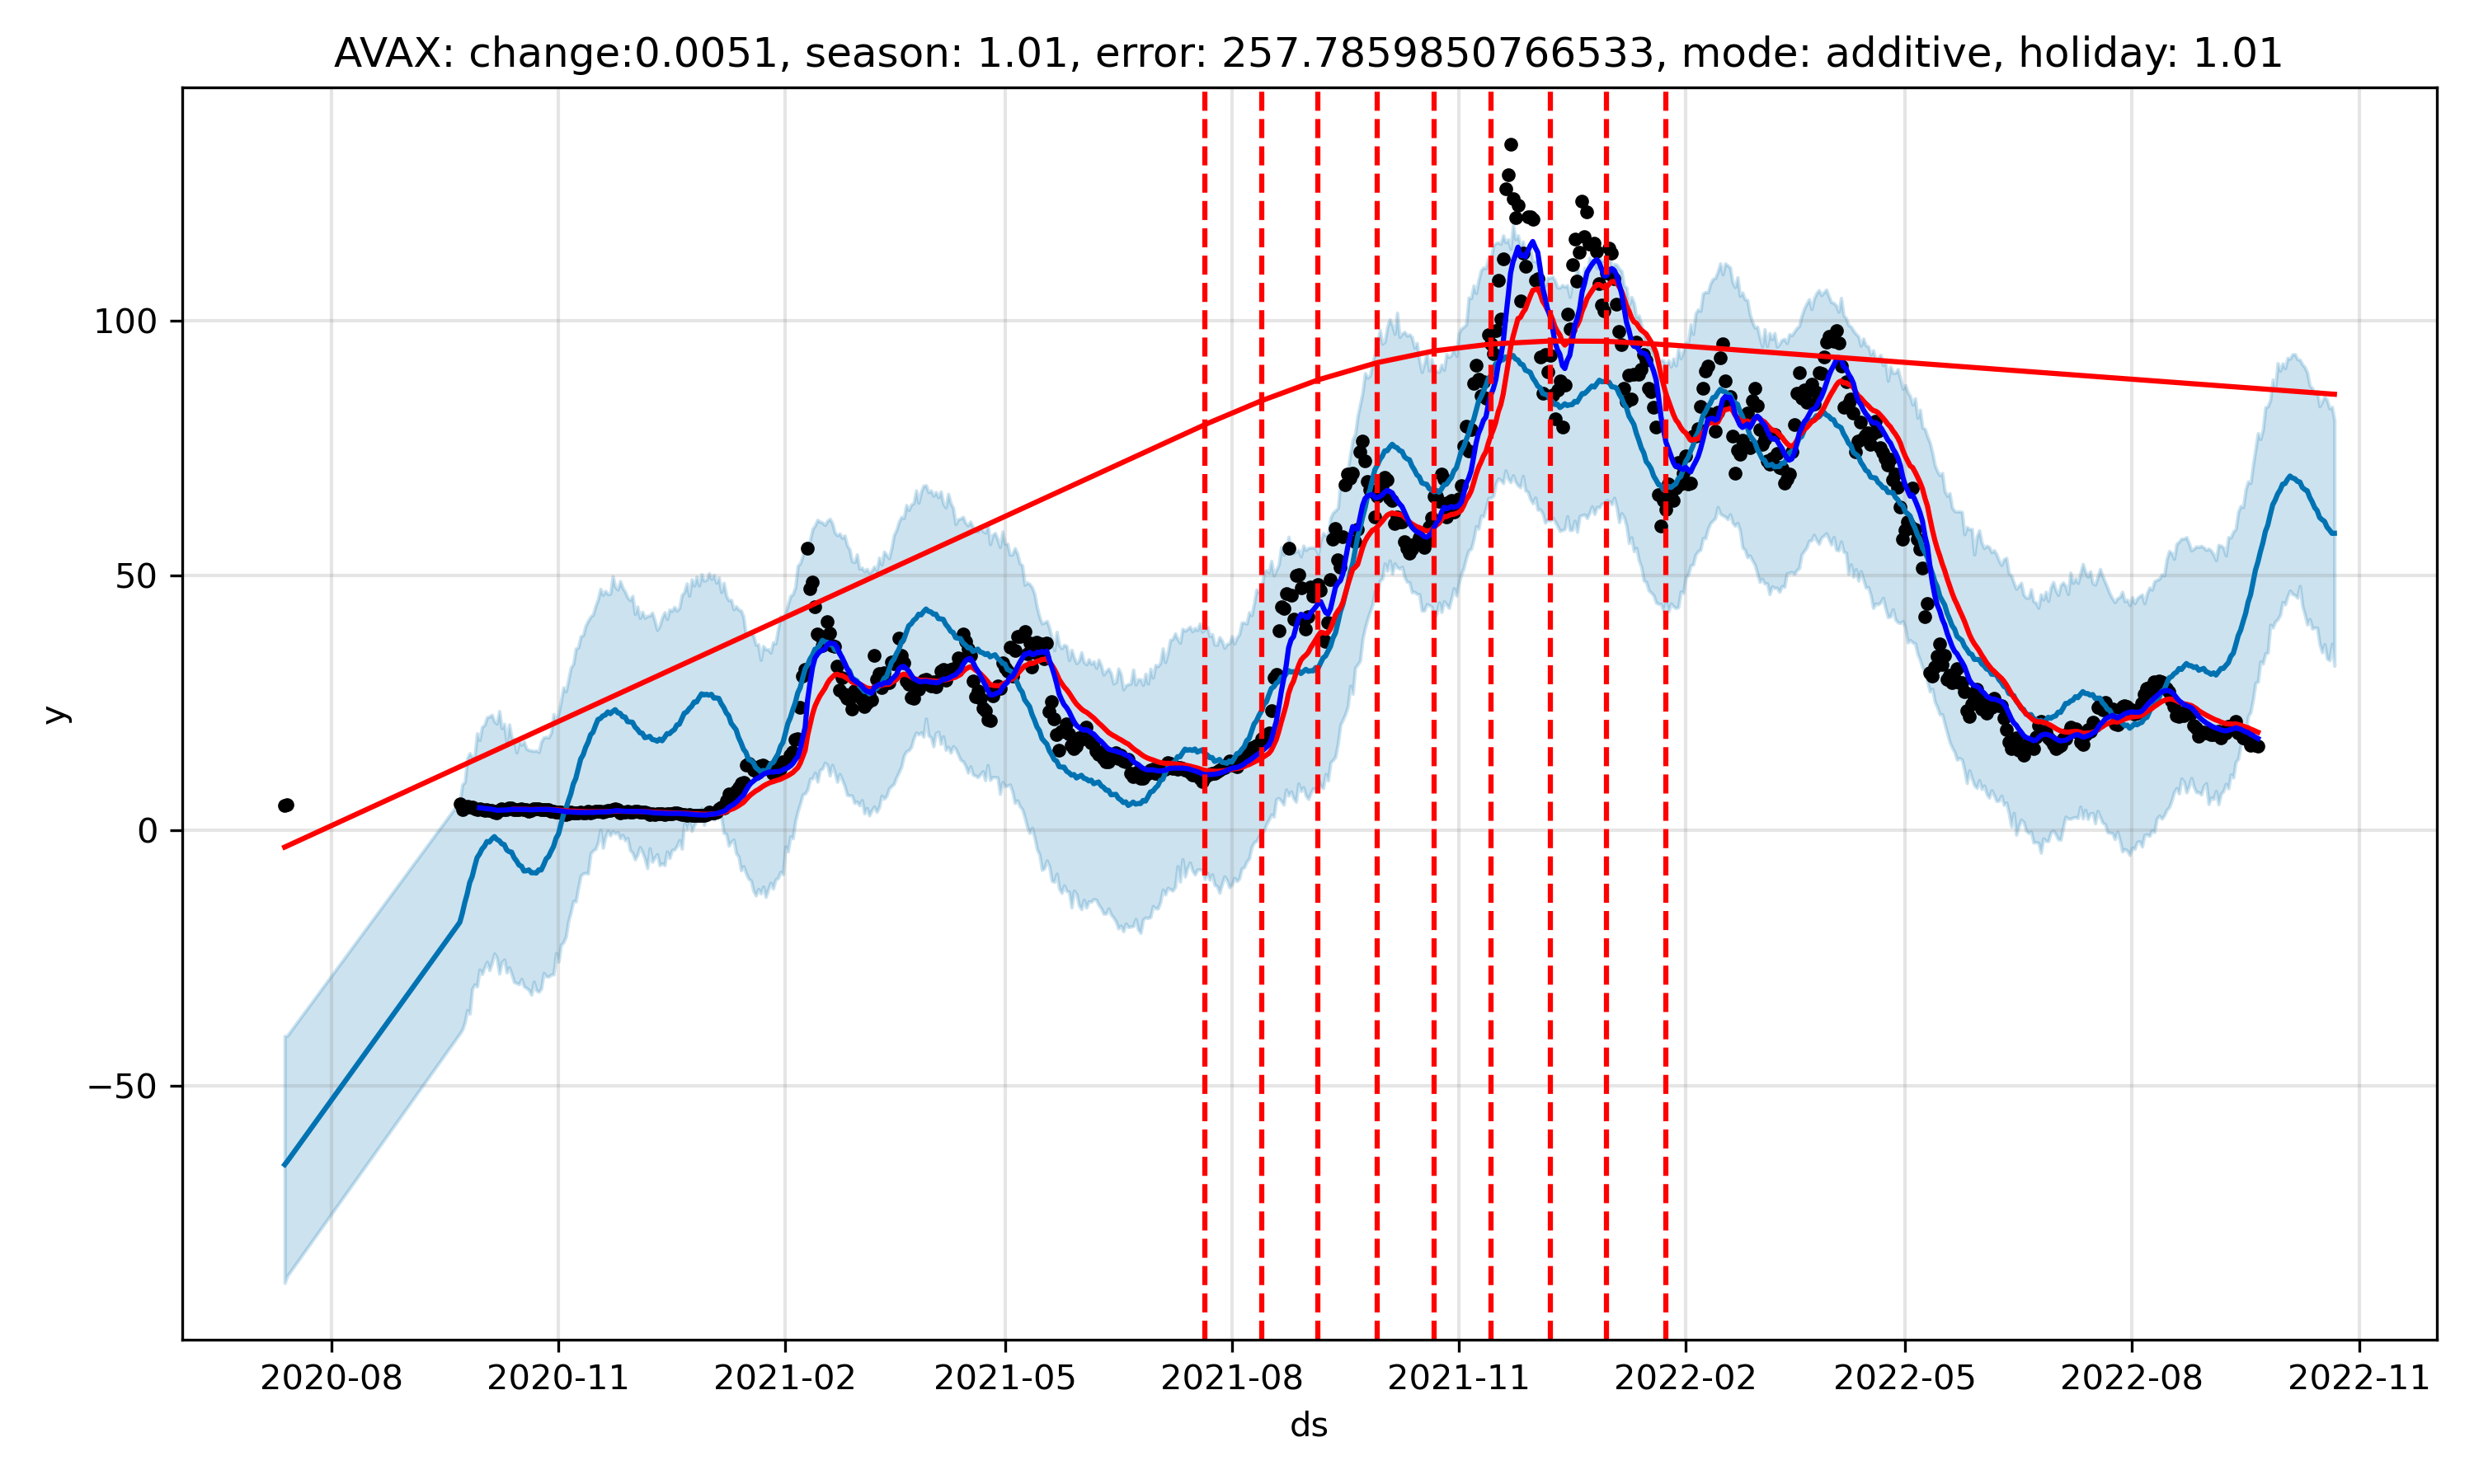 AVAX: change:0.0051, season: 1.01, error: 257.7859850766533, mode: additive, holiday: 1.01
y
100
50
0
−50
2020-08 2020-11 2021-02 2021-05 2021-08 2021-11 2022-02 2022-05 2022-08 2022-11
ds